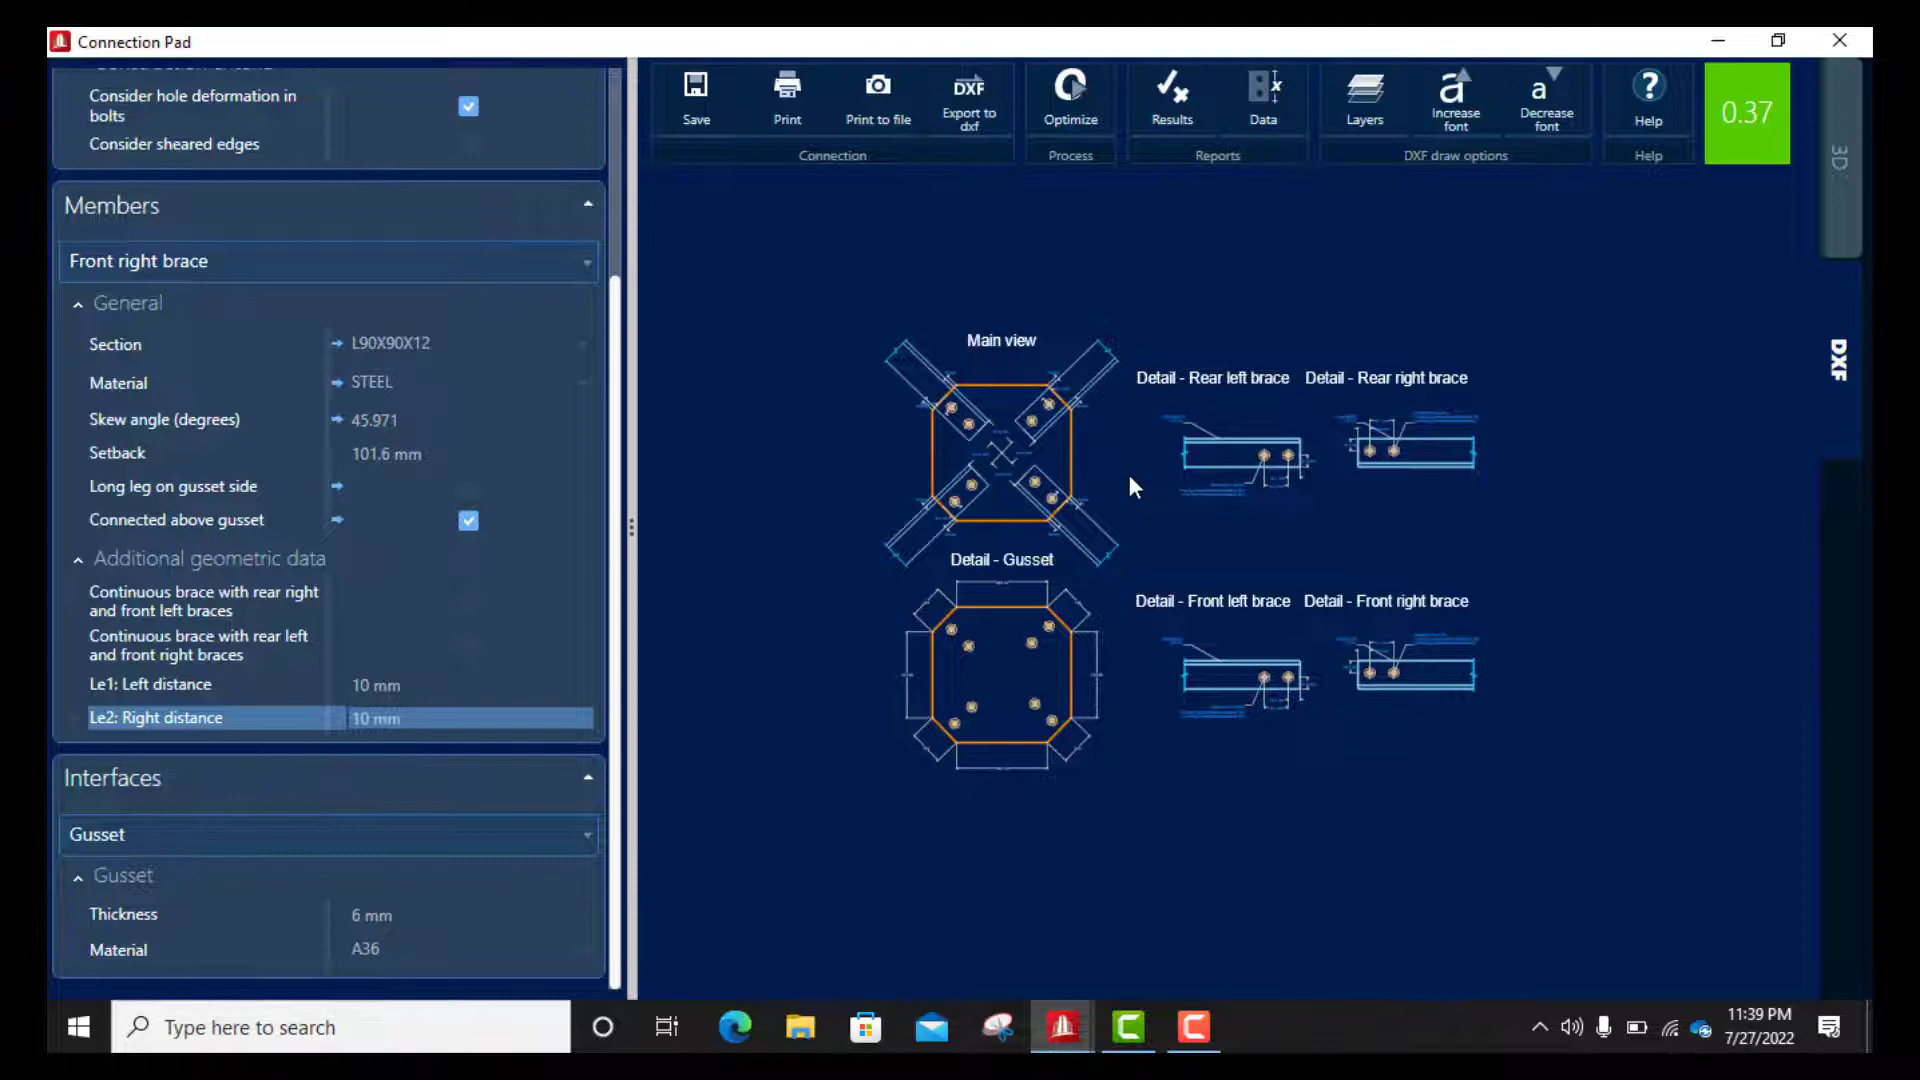 Connection Pad
Consider hole deformation in
bolts
Consider sheared edges
Members
Front right brace
General
Section
L90X90X12
Material
STEEL
Skew angle (degrees)
45.971
Setback
101.6 mm
Long leg on gusset side
Connected above gusset
Additional geometric data
Continuous brace with rear right
and front left braces
Continuous brace with rear left
and front right braces
Le1: Left distance
10 mm
Le2: Right distance
10 mm
Interfaces
Gusset
Gusset
Thickness
6 mm
Material
A36
Save
Print
Print to file
DXF
Export to
dxf
Connection
Optimize
Process
Results
Data
Reports
Layers
a
Increase
font
a
Decrease
font
DXF draw options
?
Help
Help
0.37
3D
DXF
Main view
Detail - Rear left brace
Detail - Rear right brace
Detail - Gusset
Detail - Front left brace
Detail - Front right brace
Type here to search
11:39 PM
7/27/2022